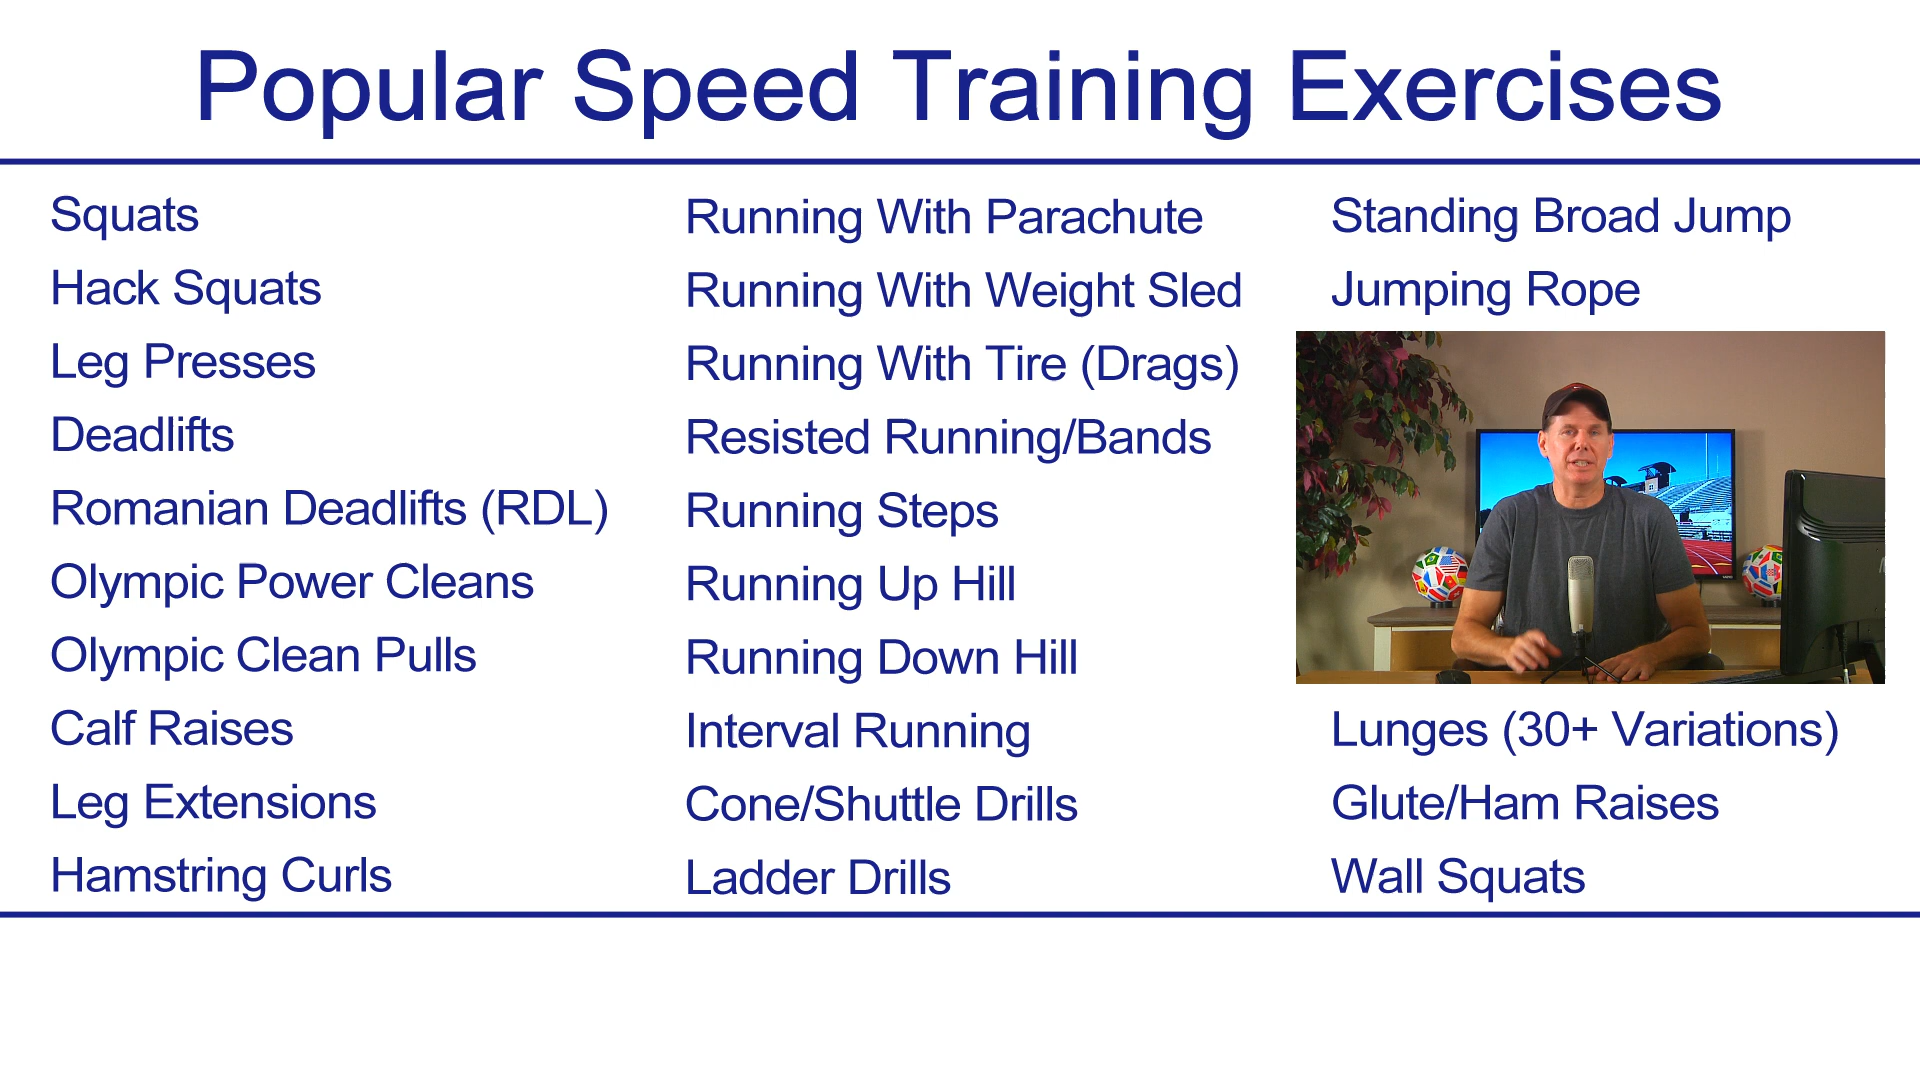 Popular Speed Training Exercises
Squats
Hack Squats
Leg Presses
Deadlifts
Romanian Deadlifts (RDL)
Olympic Power Cleans
Olympic Clean Pulls
Calf Raises
Leg Extensions
Hamstring Curls
Running With Parachute
Running With Weight Sled
Running With Tire (Drags)
Resisted Running/Bands
Running Steps
Running Up Hill
Running Down Hill
Interval Running
Cone/Shuttle Drills
Ladder Drills
Standing Broad Jump
Jumping Rope
Lunges (30+ Variations)
Glute/Ham Raises
Wall Squats